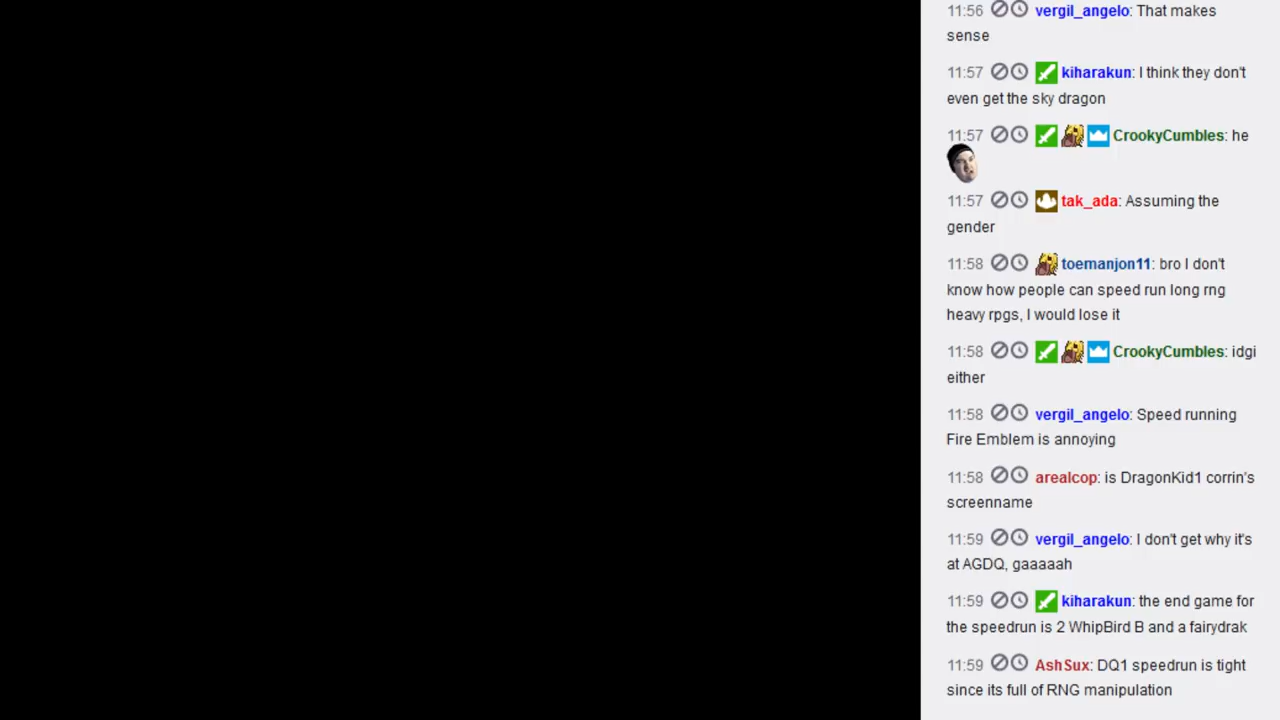 11:56 vergil_angelo: That makes
sense
11:57 kiharakun: I think they don't
even get the sky dragon
11:57 CrookyCumbles: he
11:57 tak_ada: Assuming the
gender
11:58 toemanjon11: bro I don't
know how people can speed run long rng
heavy rpgs, I would lose it
11:58 CrookyCumbles: idgi
either
11:58 vergil_angelo: Speed running
Fire Emblem is annoying
11:58 arealcop: is DragonKid1 corrin's
screenname
11:59 vergil_angelo: I don't get why it's
at AGDQ, gaaaaah
11:59 kiharakun: the end game for
the speedrun is 2 WhipBird B and a fairydrak
11:59 AshSux: DQ1 speedrun is tight
since its full of RNG manipulation